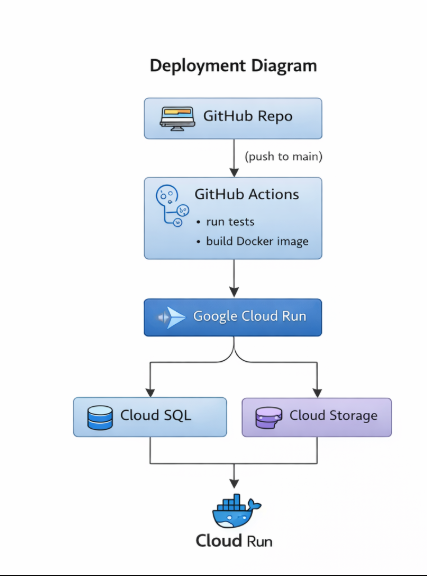 Deployment Diagram
GitHub Repo
(push to main)
GitHub Actions
• run tests
• build Docker image
Google Cloud Run
Cloud SQL
Cloud Storage
Cloud Run